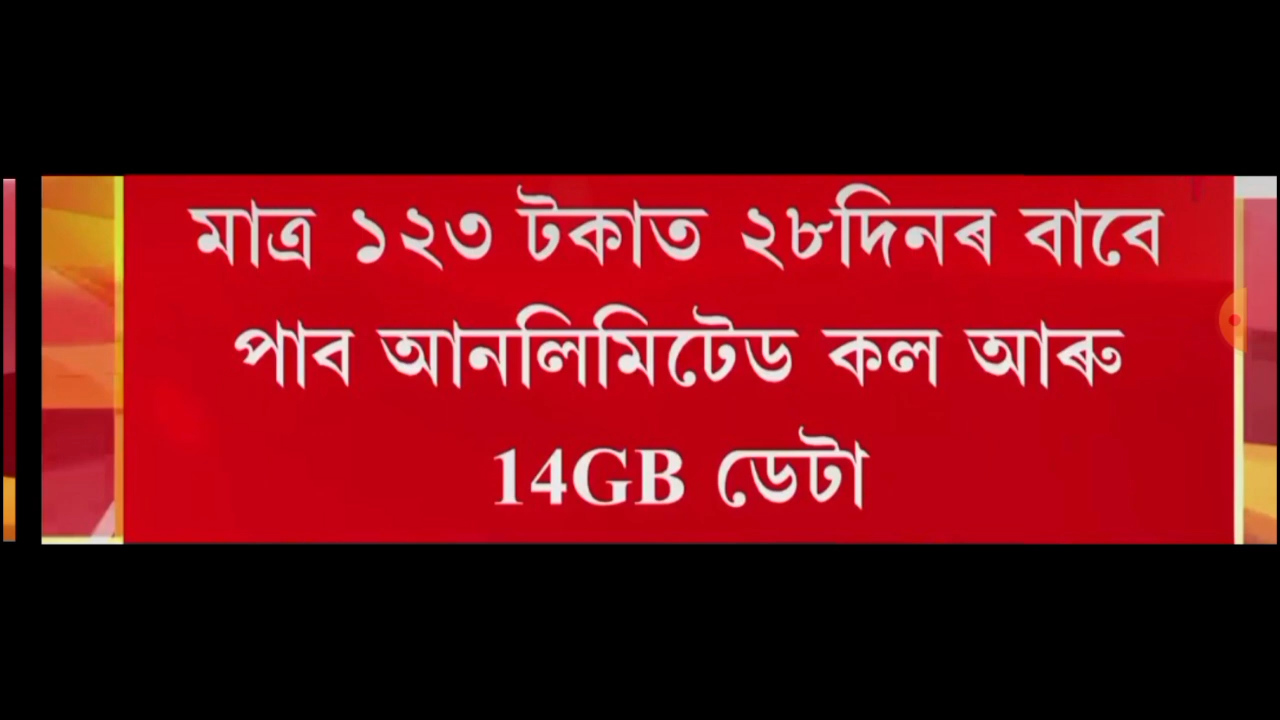 মাত্ৰ ১২৩ টকাত ২৮দিনৰ বাবে
পাব আনলিমিটেড কল আৰু
14GB ডেটা